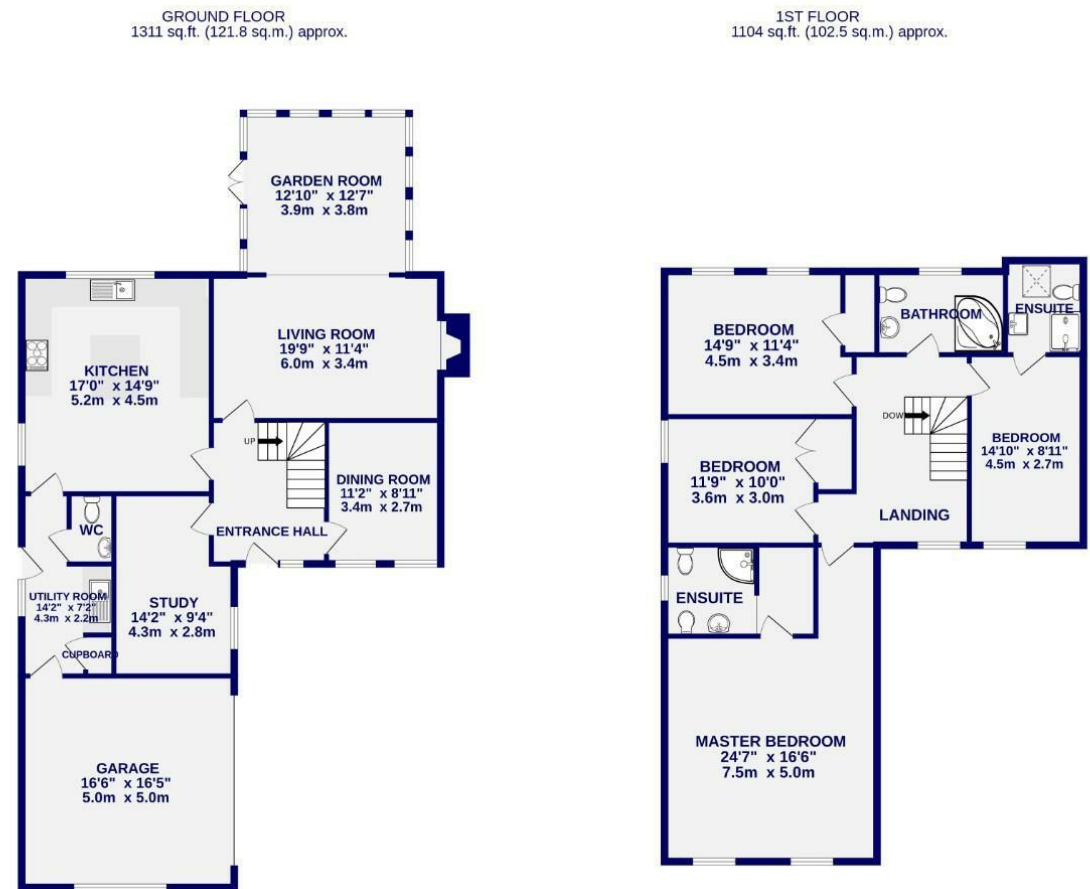 GROUND FLOOR
1311 sq.ft. (121.8 sq.m.) approx.
GARDEN ROOM
12'10" x 12'7"
3.9m x 3.8m
LIVING ROOM
19'9" x 11'4"
6.0m x 3.4m
KITCHEN
17'0" x 14'9"
5.2m x 4.5m
UP
DINING ROOM
11'2" x 8'11"
3.4m x 2.7m
ENTRANCE HALL
WC
UTILITY ROOM
14'2" x 7'2"
4.3m x 2.2m
STUDY
14'2" x 9'4"
4.3m x 2.8m
CUPBOARD
GARAGE
16'6" x 16'5"
5.0m x 5.0m
1ST FLOOR
1104 sq.ft. (102.5 sq.m.) approx.
BEDROOM
14'9" x 11'4"
4.5m x 3.4m
BATHROOM
ENSUITE
DOWN
BEDROOM
14'10" x 8'11"
4.5m x 2.7m
BEDROOM
11'9" x 10'0"
3.6m x 3.0m
LANDING
ENSUITE
MASTER BEDROOM
24'7" x 16'6"
7.5m x 5.0m